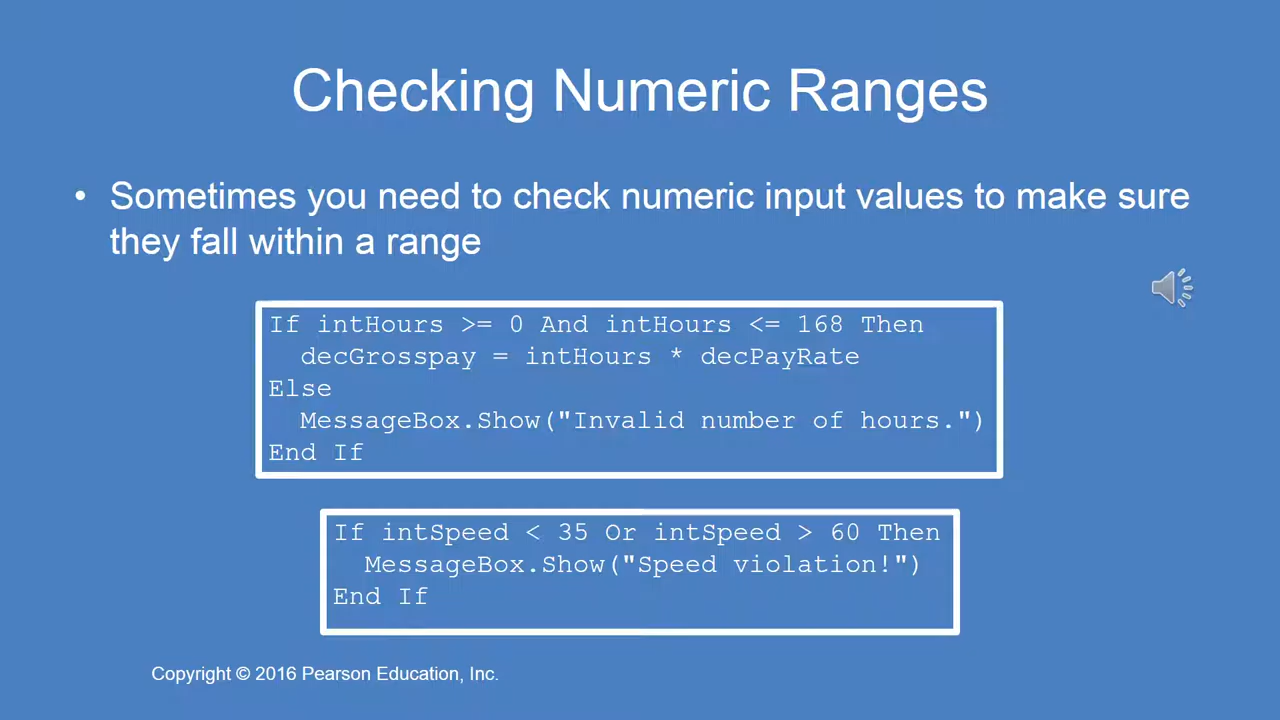 Checking Numeric Ranges
• Sometimes you need to check numeric input values to make sure
they fall within a range
If intHours >= 0 And intHours <= 168 Then
  decGrosspay = intHours * decPayRate
Else
  MessageBox.Show("Invalid number of hours.")
End If
If intSpeed < 35 Or intSpeed > 60 Then
  MessageBox.Show("Speed violation!")
End If
Copyright © 2016 Pearson Education, Inc.